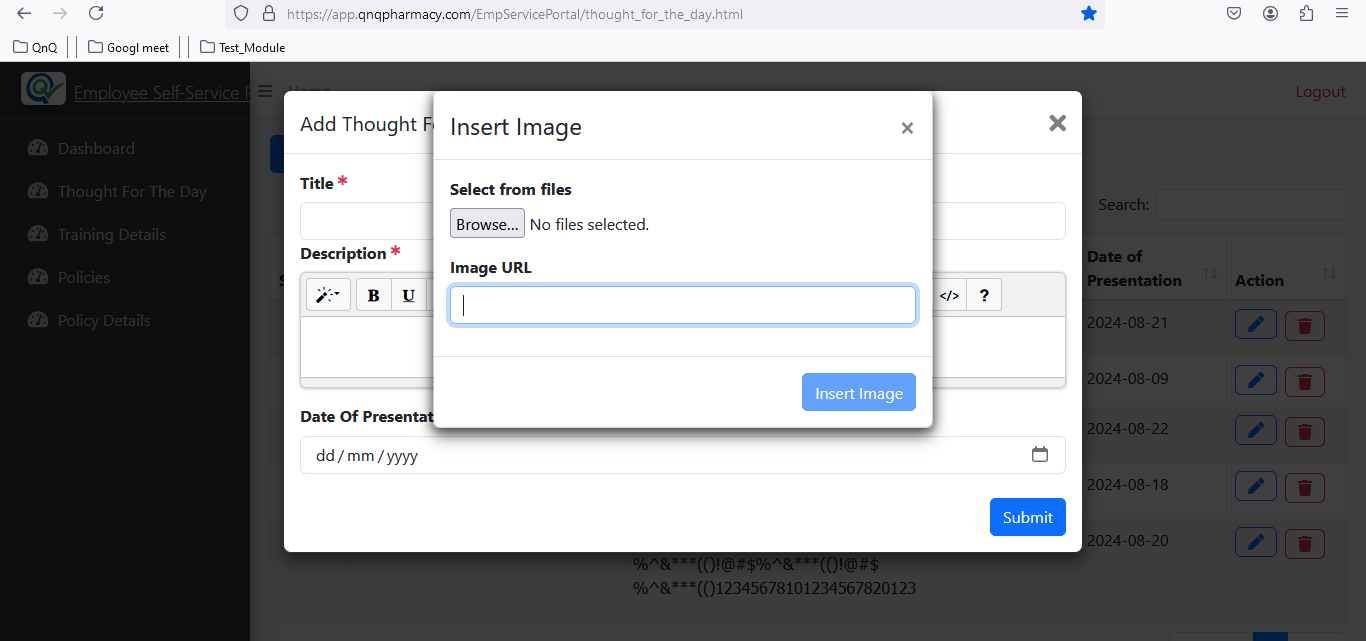 https://app.qnqpharmacy.com/EmpServicePortal/thought_for_the_day.html
QnQ
Googl meet
Test_Module
Employee Self-Service
Home
Logout
Dashboard
Thought For The Day
Training Details
Policies
Policy Details
Add Thought
Insert Image
×
Title *
Select from files
Browse...
No files selected.
Search:
Description *
Image URL
Date of
Presentation
Action
B
U
</>
?
2024-08-21
2024-08-09
Insert Image
Date Of
2024-08-22
dd/mm/yyyy
2024-08-18
Submit
2024-08-20
%^&***(()!@#$%^&***(()!@#$
%^&***(()12345678101234567820123